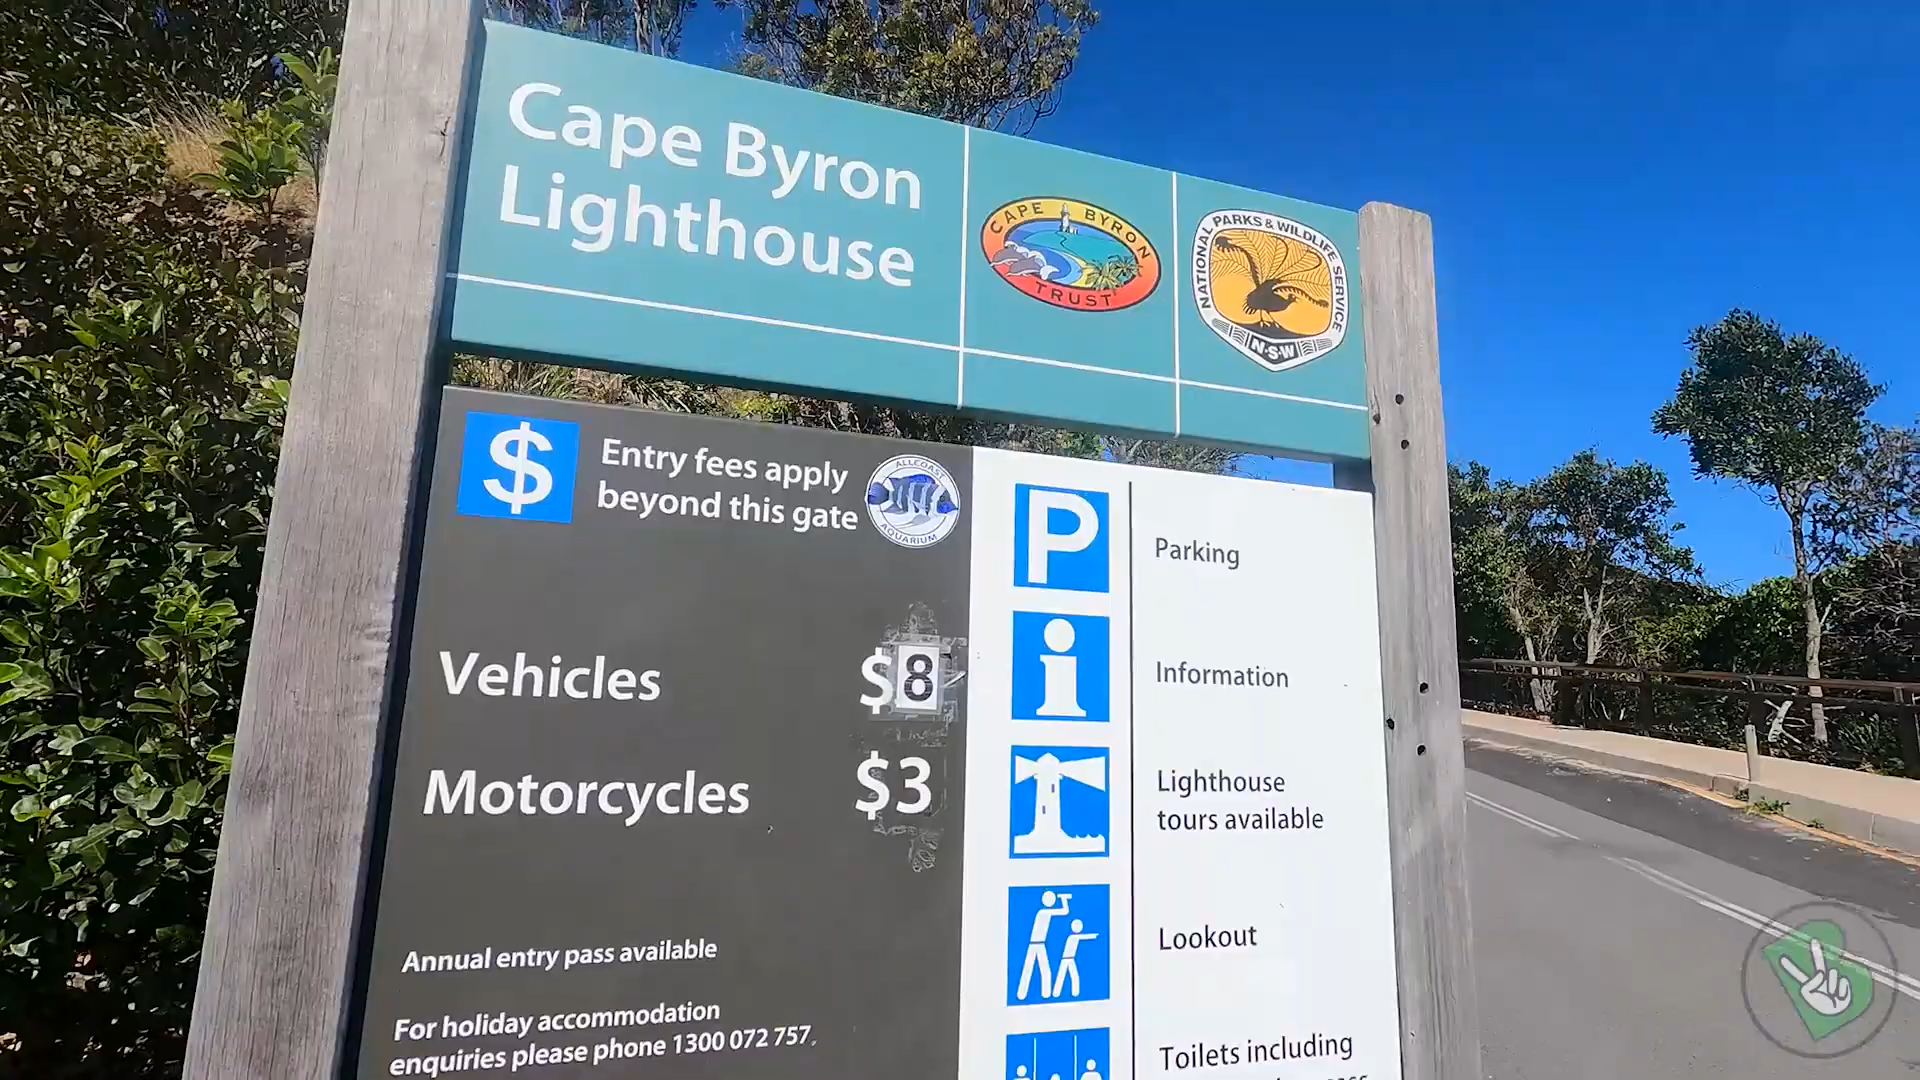 Cape Byron
Lighthouse
CAPE BYRON
TRUST
NATIONAL PARKS & WILDLIFE SERVICE
N·S·W
$
Entry fees apply
beyond this gate
ALLCOAST
AQUARIUM
Vehicles $8
Motorcycles $3
Annual entry pass available
For holiday accommodation
enquiries please phone 1300 072 757.
P
Parking
i
Information
Lighthouse
tours available
Lookout
Toilets including